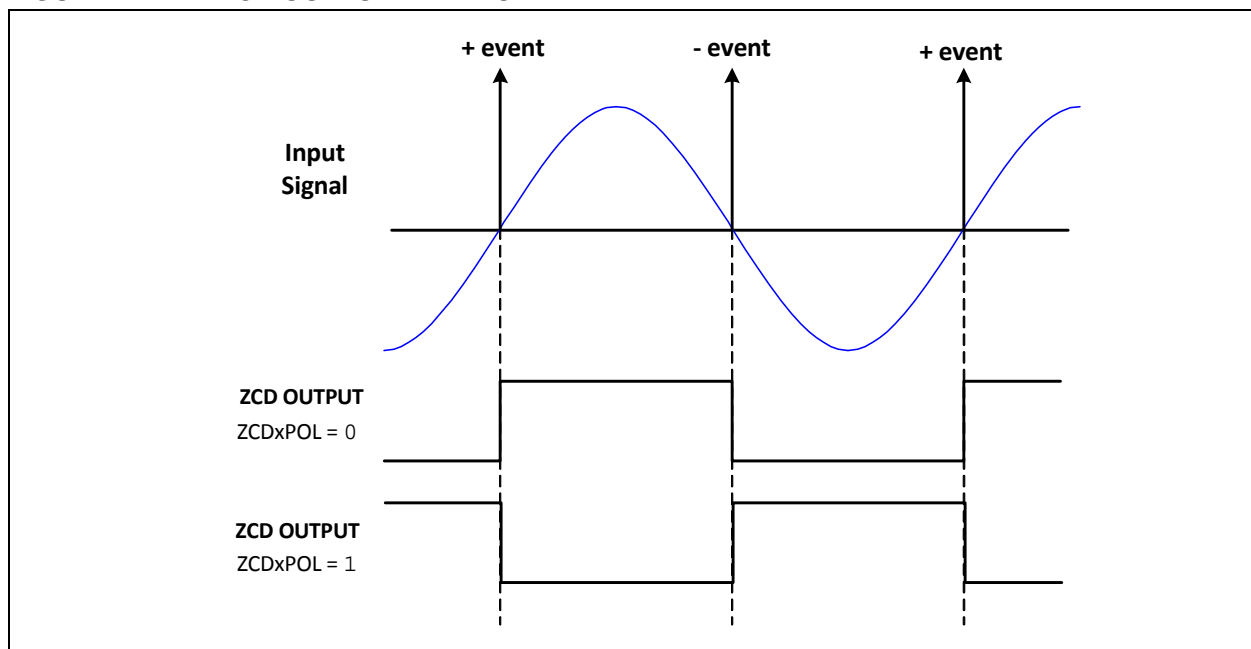 + event
- event
+ event
Input
Signal
ZCD OUTPUT
ZCDxPOL = 0
ZCD OUTPUT
ZCDxPOL = 1